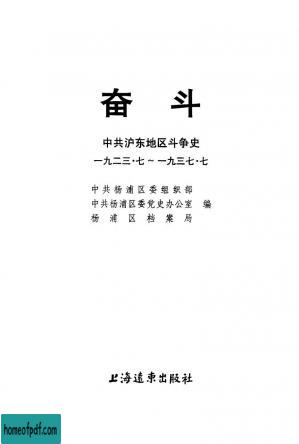 奋 斗
中共沪东地区斗争史
一九二三·七～一九三七·七
中共杨浦区委组织部
中共杨浦区委党史办公室 编
杨浦区档案局
上海遠東出版社
homeofpdf.com